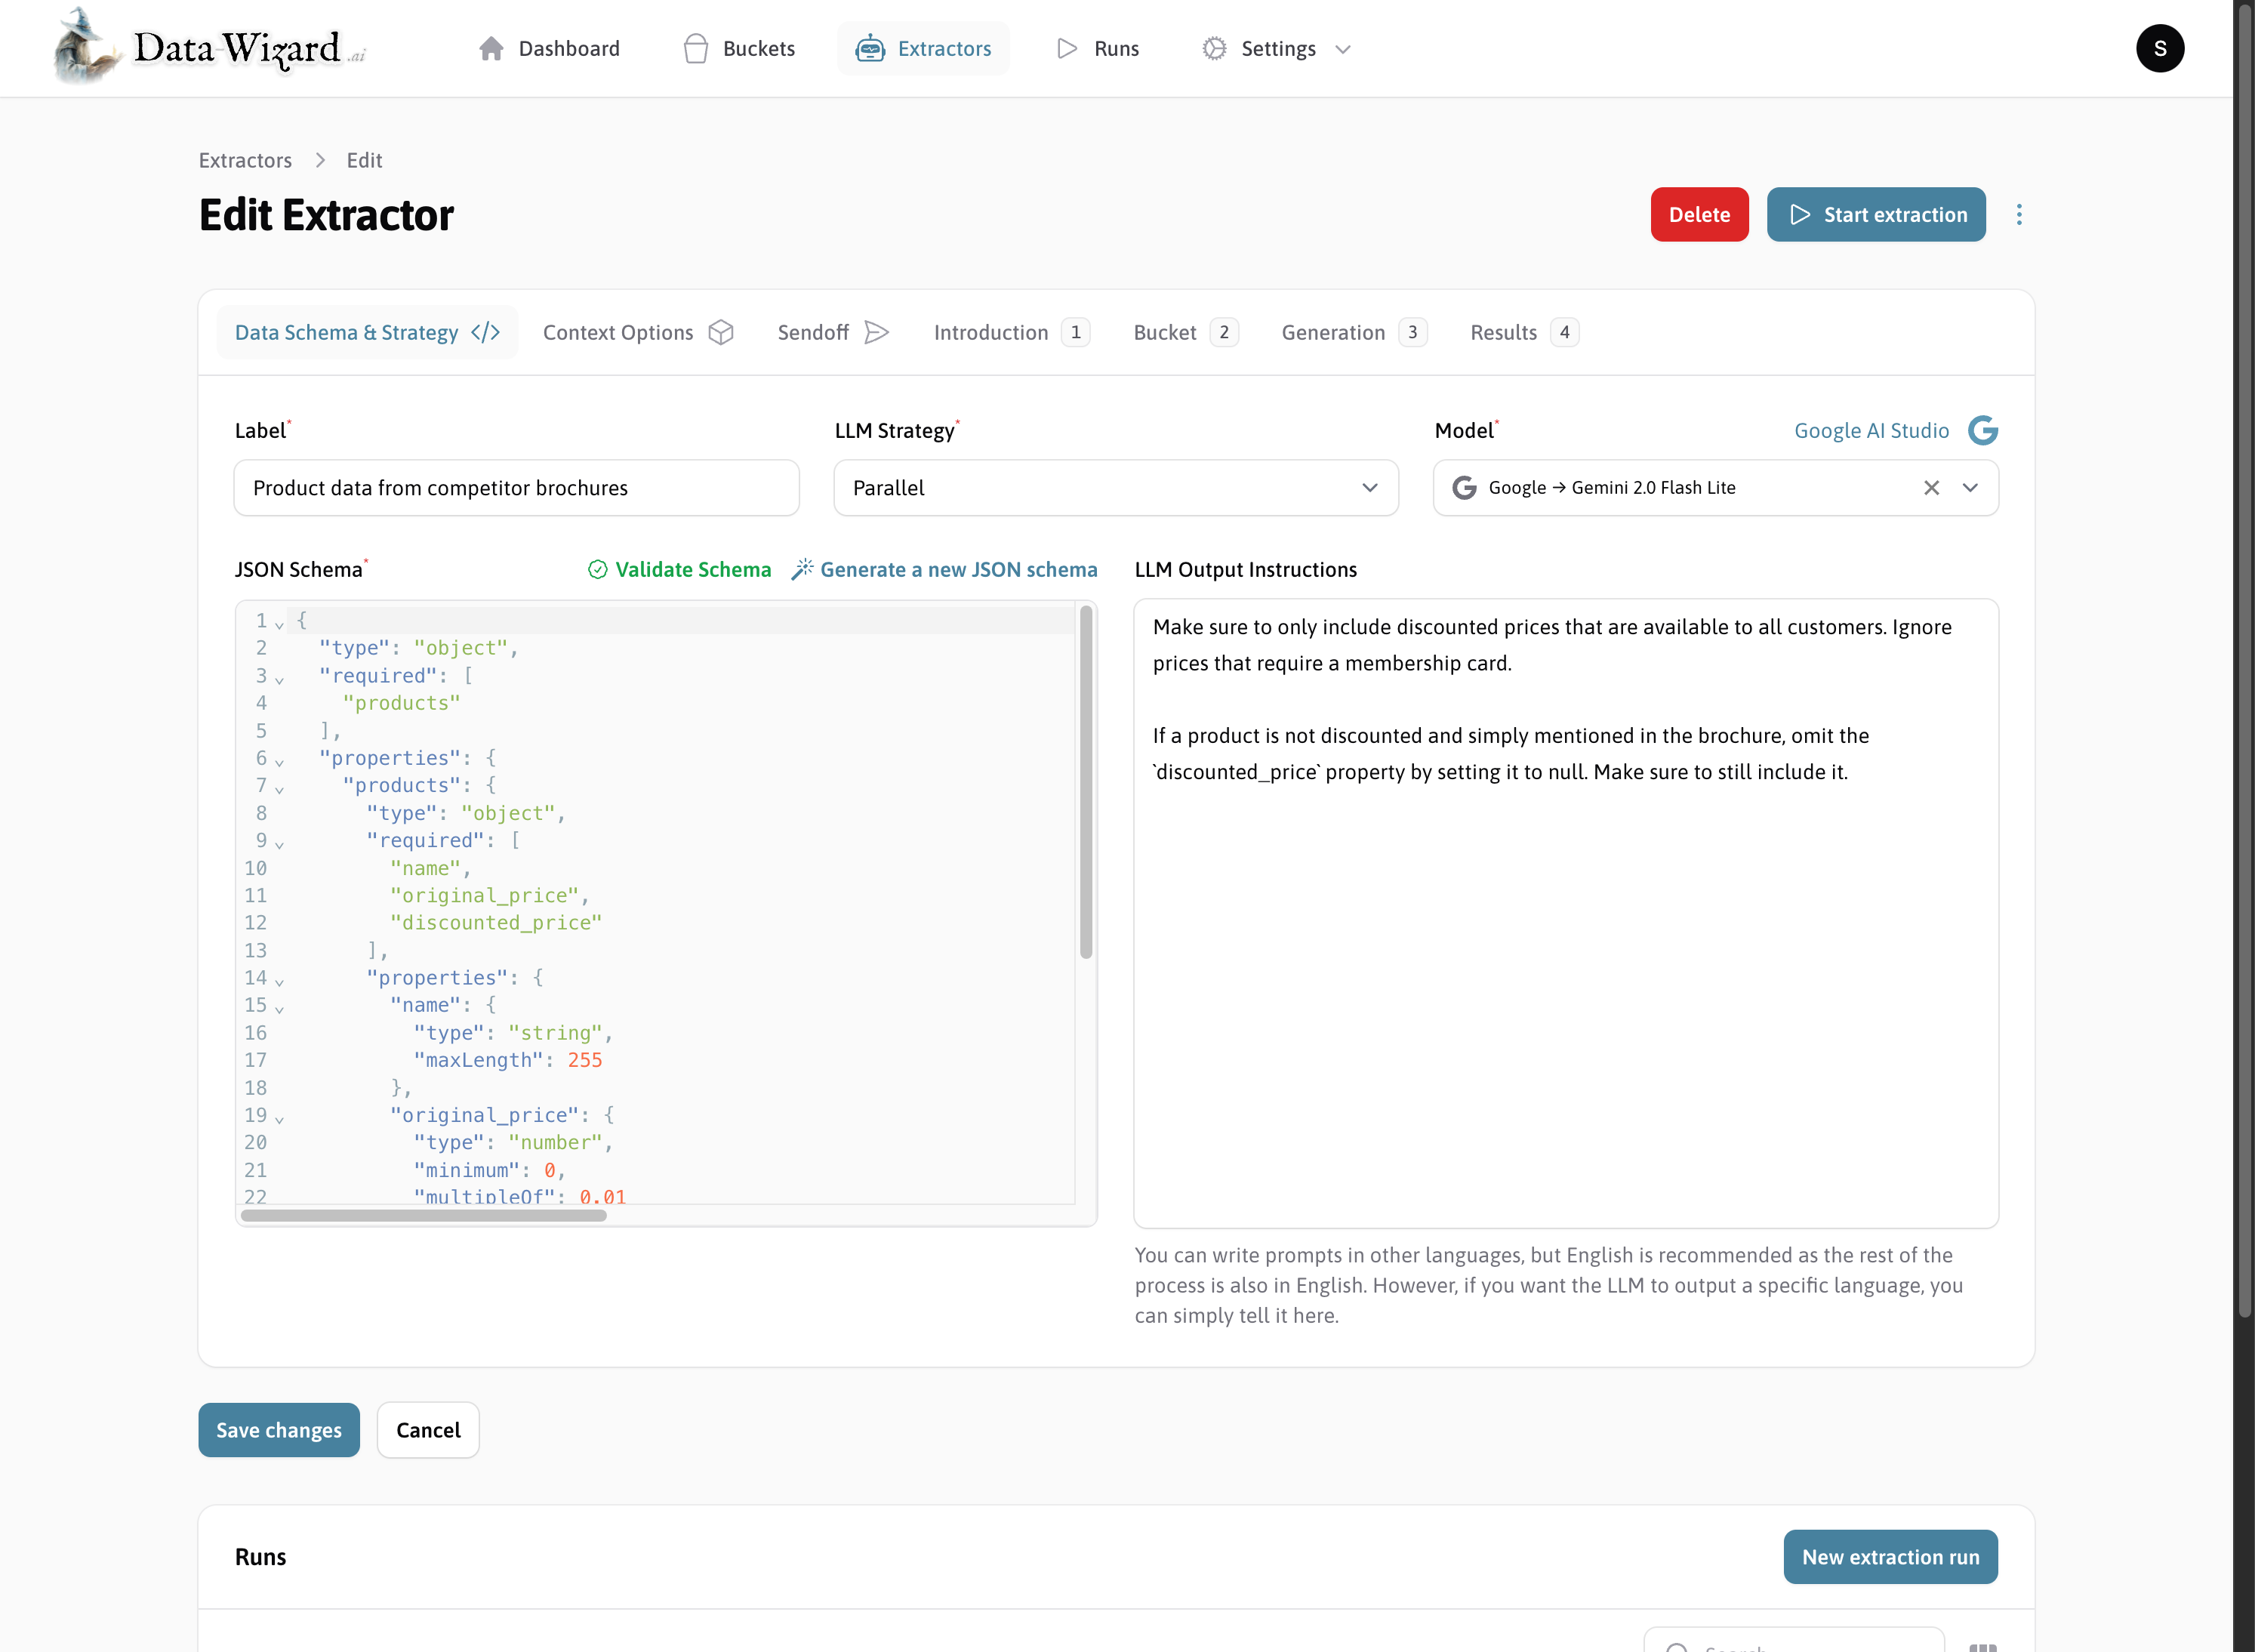 Data Wizard .ai
Dashboard
Buckets
Extractors
Runs
Settings
S
Extractors > Edit
Edit Extractor
Delete
Start extraction
Data Schema & Strategy </>
Context Options
Sendoff
Introduction 1
Bucket 2
Generation 3
Results 4
Label*
LLM Strategy*
Model*
Google AI Studio
Product data from competitor brochures
Parallel
Google → Gemini 2.0 Flash Lite
JSON Schema*
Validate Schema
Generate a new JSON schema
1 {
2 "type": "object",
3 "required": [
4 "products"
5 ],
6 "properties": {
7 "products": {
8 "type": "object",
9 "required": [
10 "name",
11 "original_price",
12 "discounted_price"
13 ],
14 "properties": {
15 "name": {
16 "type": "string",
17 "maxLength": 255
18 },
19 "original_price": {
20 "type": "number",
21 "minimum": 0,
22 "multipleOf": 0.01
LLM Output Instructions
Make sure to only include discounted prices that are available to all customers. Ignore
prices that require a membership card.
If a product is not discounted and simply mentioned in the brochure, omit the
`discounted_price` property by setting it to null. Make sure to still include it.
You can write prompts in other languages, but English is recommended as the rest of the
process is also in English. However, if you want the LLM to output a specific language, you
can simply tell it here.
Save changes
Cancel
Runs
New extraction run
Search